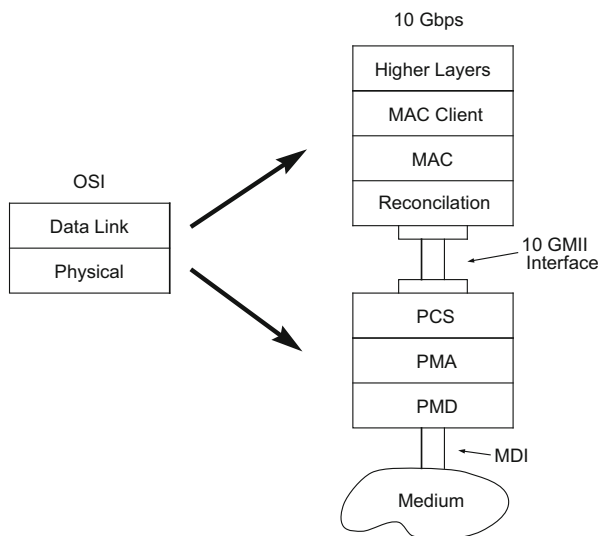 10 Gbps
Higher Layers
MAC Client
MAC
Reconcilation
OSI
Data Link
Physical
10 GMII
Interface
PCS
PMA
PMD
MDI
Medium